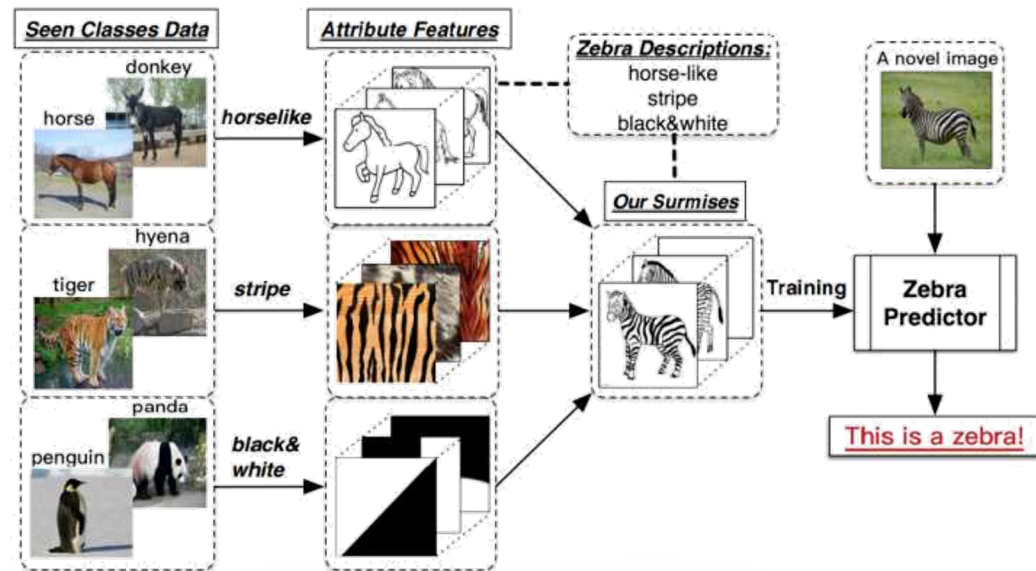 Seen Classes Data
donkey
horse
horselike
hyena
tiger
stripe
panda
penguin
black&
white
Attribute Features
Zebra Descriptions:
horse-like
stripe
black&white
Our Surmises
Training
A novel image
Zebra
Predictor
This is a zebra!